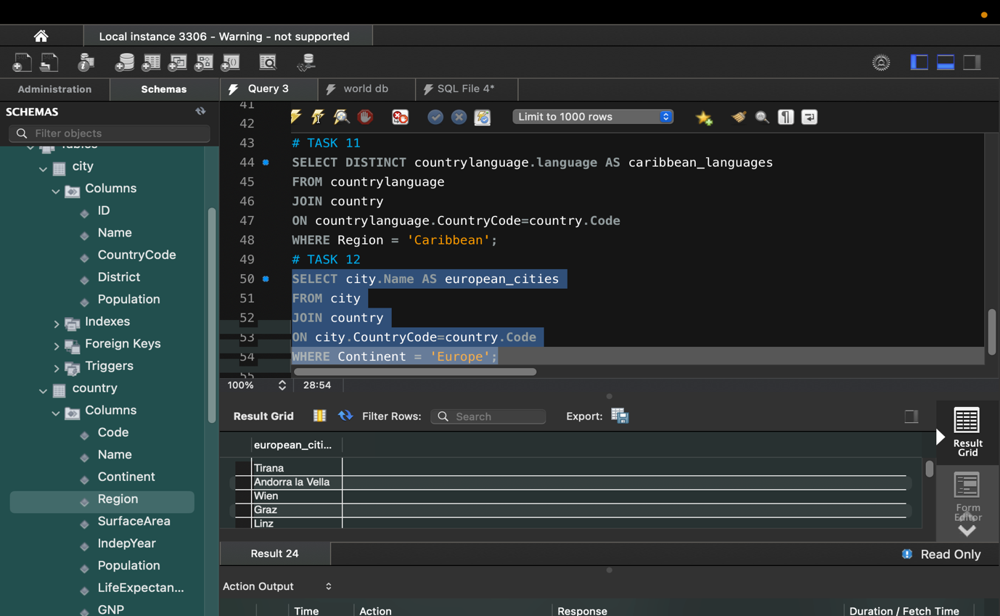 Local instance 3306 - Warning - not supported
Administration
Schemas
Query 3
world db
SQL File 4*
SCHEMAS
Filter objects
Tables
city
Columns
ID
Name
CountryCode
District
Population
Indexes
Foreign Keys
Triggers
country
Columns
Code
Name
Continent
Region
SurfaceArea
IndepYear
Population
LifeExpectan...
GNP
Limit to 1000 rows
41
42
43 # TASK 11
44 SELECT DISTINCT countrylanguage.language AS caribbean_languages
45 FROM countrylanguage
46 JOIN country
47 ON countrylanguage.CountryCode=country.Code
48 WHERE Region = 'Caribbean';
49 # TASK 12
50 SELECT city.Name AS european_cities
51 FROM city
52 JOIN country
53 ON city.CountryCode=country.Code
54 WHERE Continent = 'Europe';
55
100%
28:54
Result Grid
Filter Rows:
Search
Export:
european_citi...
Tirana
Andorra la Vella
Wien
Graz
Linz
Result
Grid
Form
Editor
Result 24
Read Only
Action Output
Time
Action
Response
Duration / Fetch Time